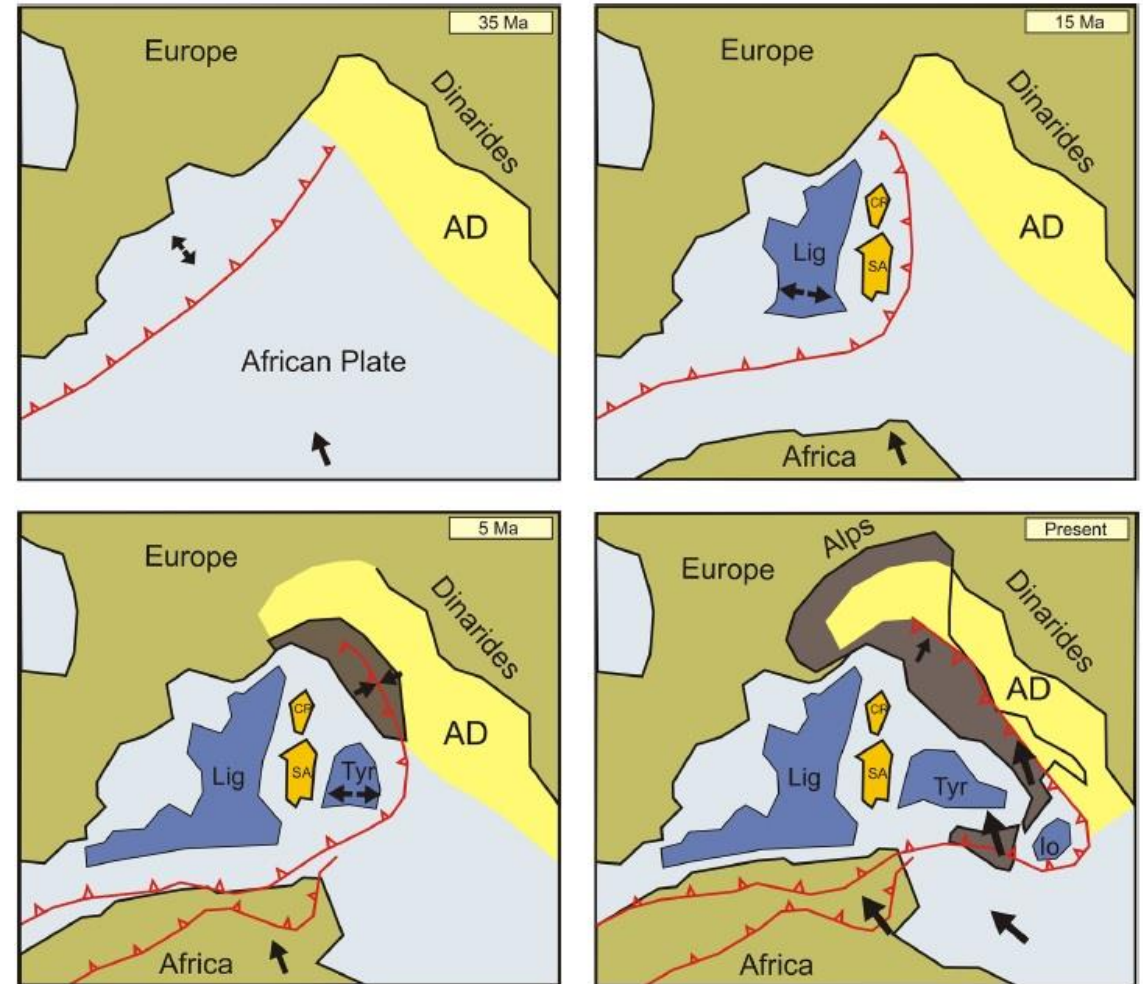 35 Ma
Europe
Dinarides
AD
African Plate
15 Ma
Europe
Dinarides
AD
CR
Lig
SA
Africa
5 Ma
Europe
Dinarides
CR
AD
Lig
SA
Tyr
Africa
Present
Alps
Europe
Dinarides
AD
CR
Lig
SA
Tyr
Io
Africa